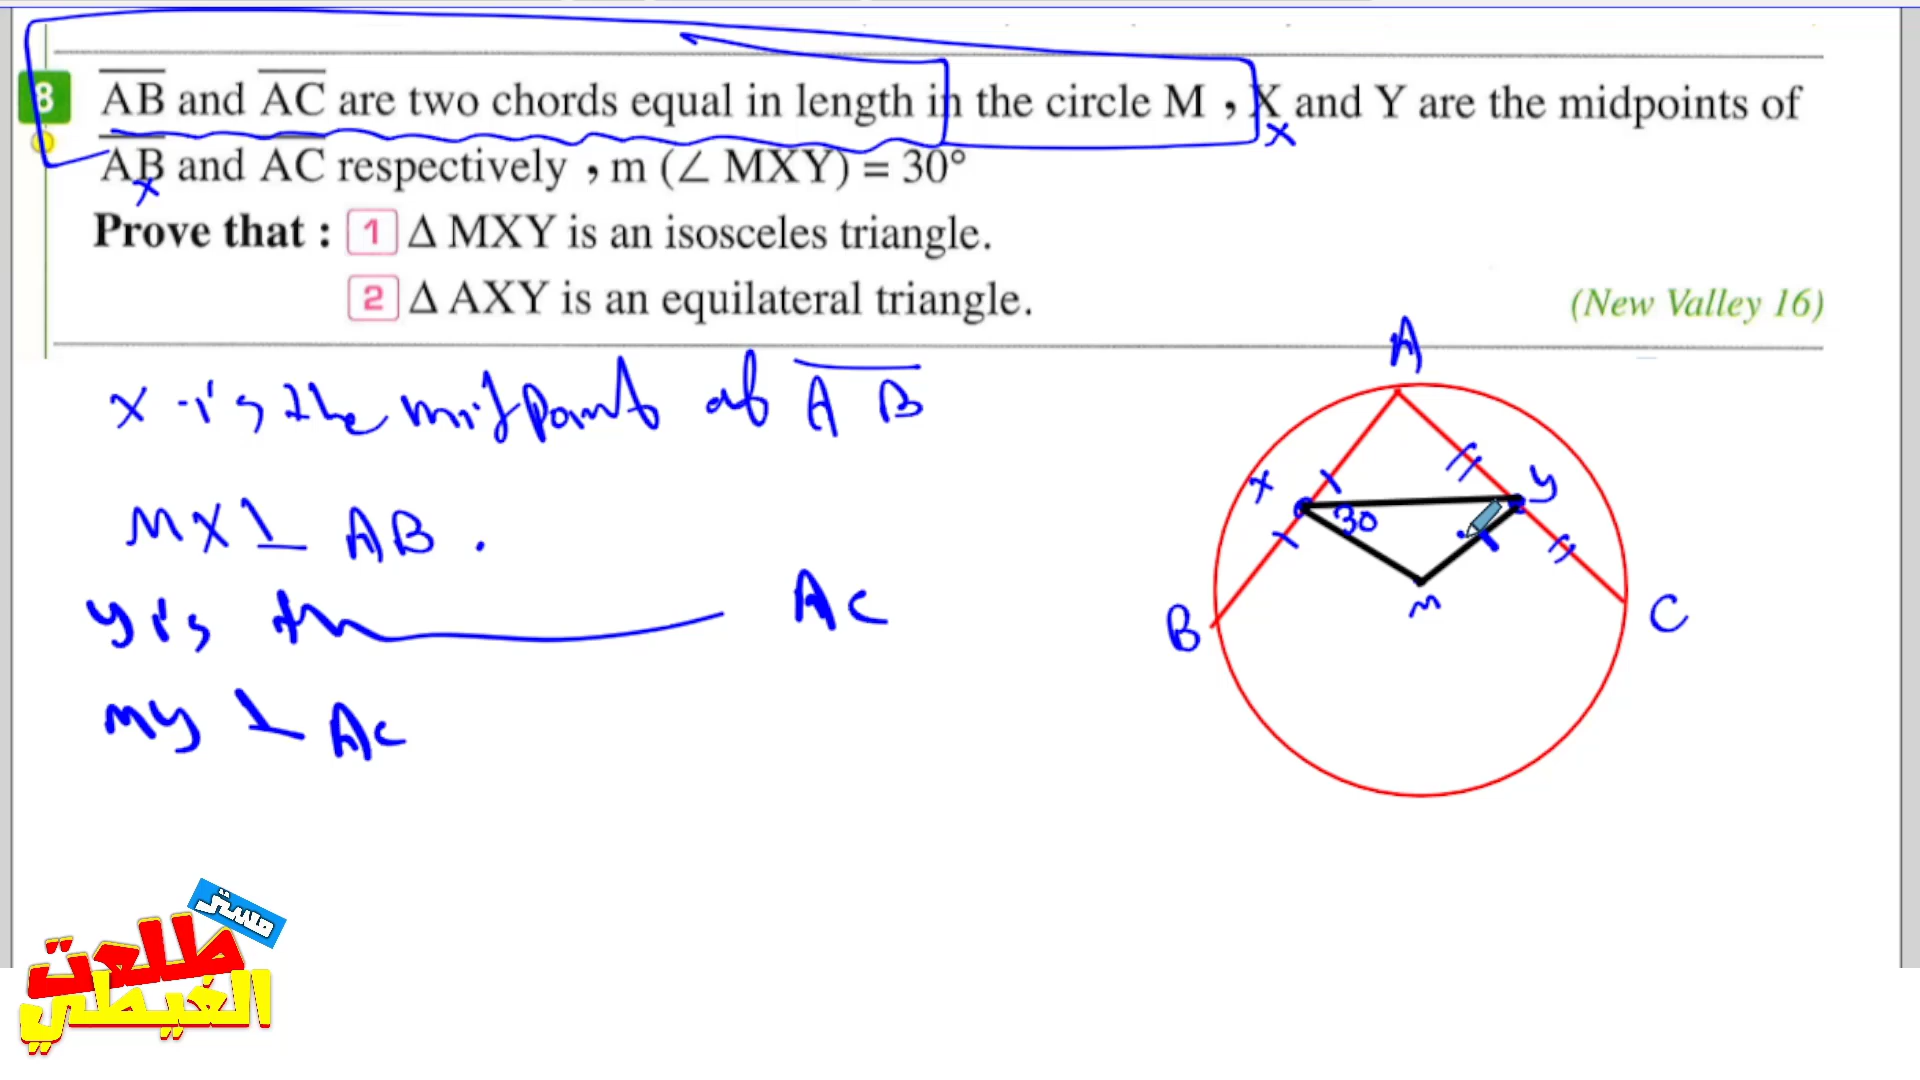 8 AB and AC are two chords equal in length in the circle M , X and Y are the midpoints of
x
AB and AC respectively , m (∠ MXY) = 30°
x
Prove that : 1 Δ MXY is an isosceles triangle.
2 Δ AXY is an equilateral triangle.
(New Valley 16)
x is the midpoint of AB
MX ⊥ AB .
y is the AC
my ⊥ AC
A
x
y
30
m
B
C
مستر
طلعت
الغيطي